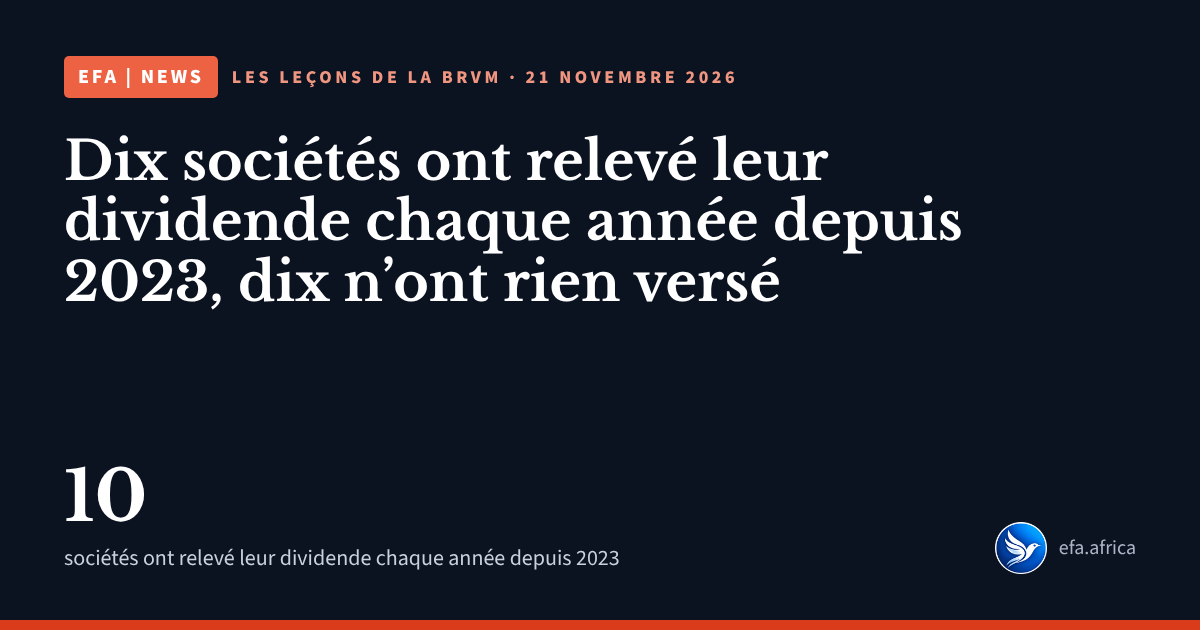 EFA | NEWS
LES LEÇONS DE LA BRVM · 21 NOVEMBRE 2026
Dix sociétés ont relevé leur
dividende chaque année depuis
2023, dix n’ont rien versé
10
sociétés ont relevé leur dividende chaque année depuis 2023
efa.africa